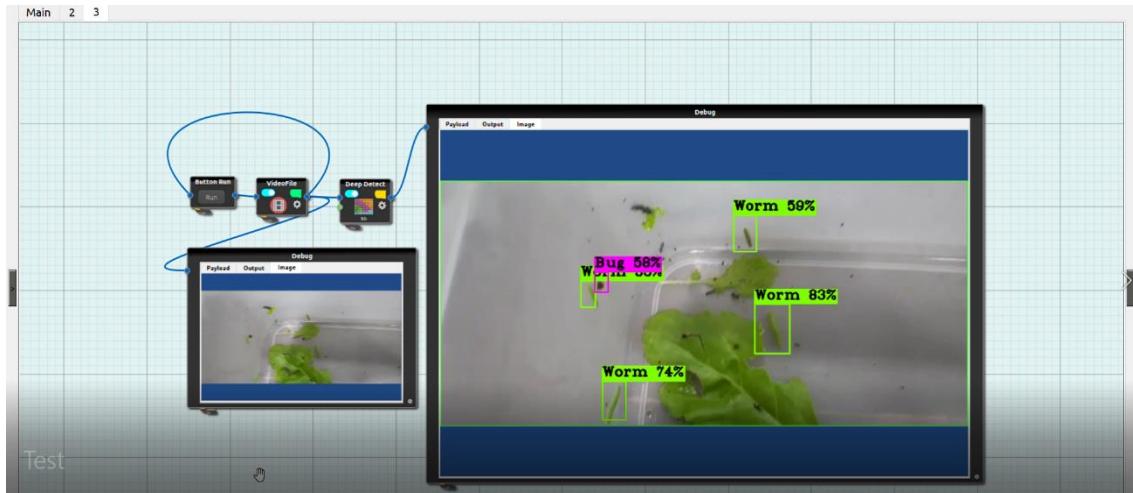 Main 2 3
Debug
Payload Output Image
Button Run
Run
VideoFile
Deep Detect
Debug
Payload Output Image
Worm 59%
Bug 58%
Worm
Worm 83%
Worm 74%
Test